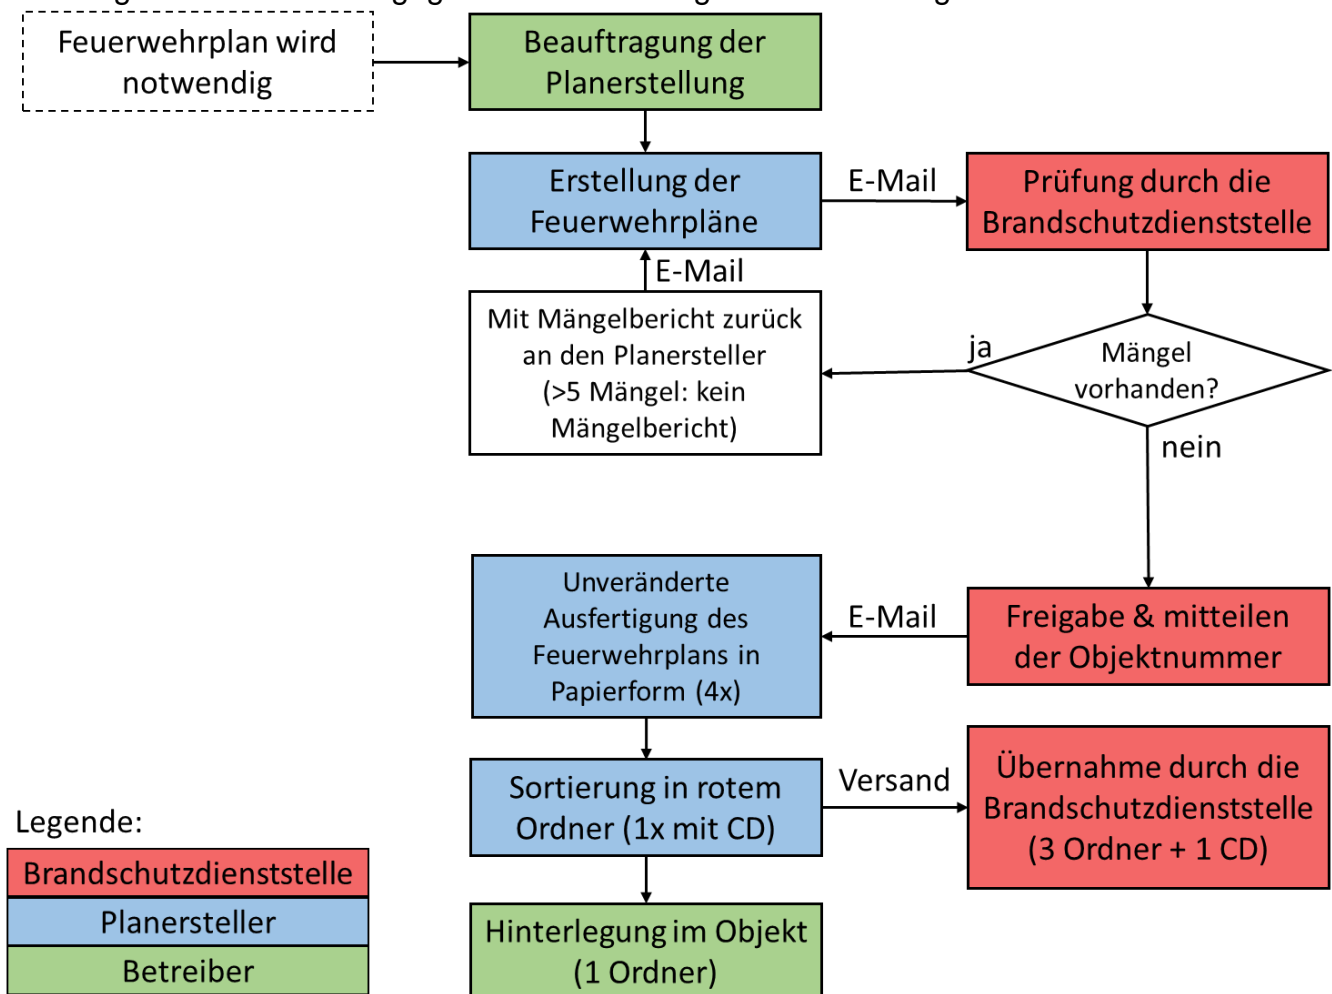 Feuerwehrplan wird
notwendig
Beauftragung der
Planerstellung
Erstellung der
Feuerwehrpläne
E-Mail
Prüfung durch die
Brandschutzdienststelle
E-Mail
Mit Mängelbericht zurück
an den Planersteller
(>5 Mängel: kein
Mängelbericht)
ja
Mängel
vorhanden?
nein
Unveränderte
Ausfertigung des
Feuerwehrplans in
Papierform (4x)
E-Mail
Freigabe & mitteilen
der Objektnummer
Sortierung in rotem
Ordner (1x mit CD)
Versand
Übernahme durch die
Brandschutzdienststelle
(3 Ordner + 1 CD)
Hinterlegung im Objekt
(1 Ordner)
Legende:
Brandschutzdienststelle
Planersteller
Betreiber